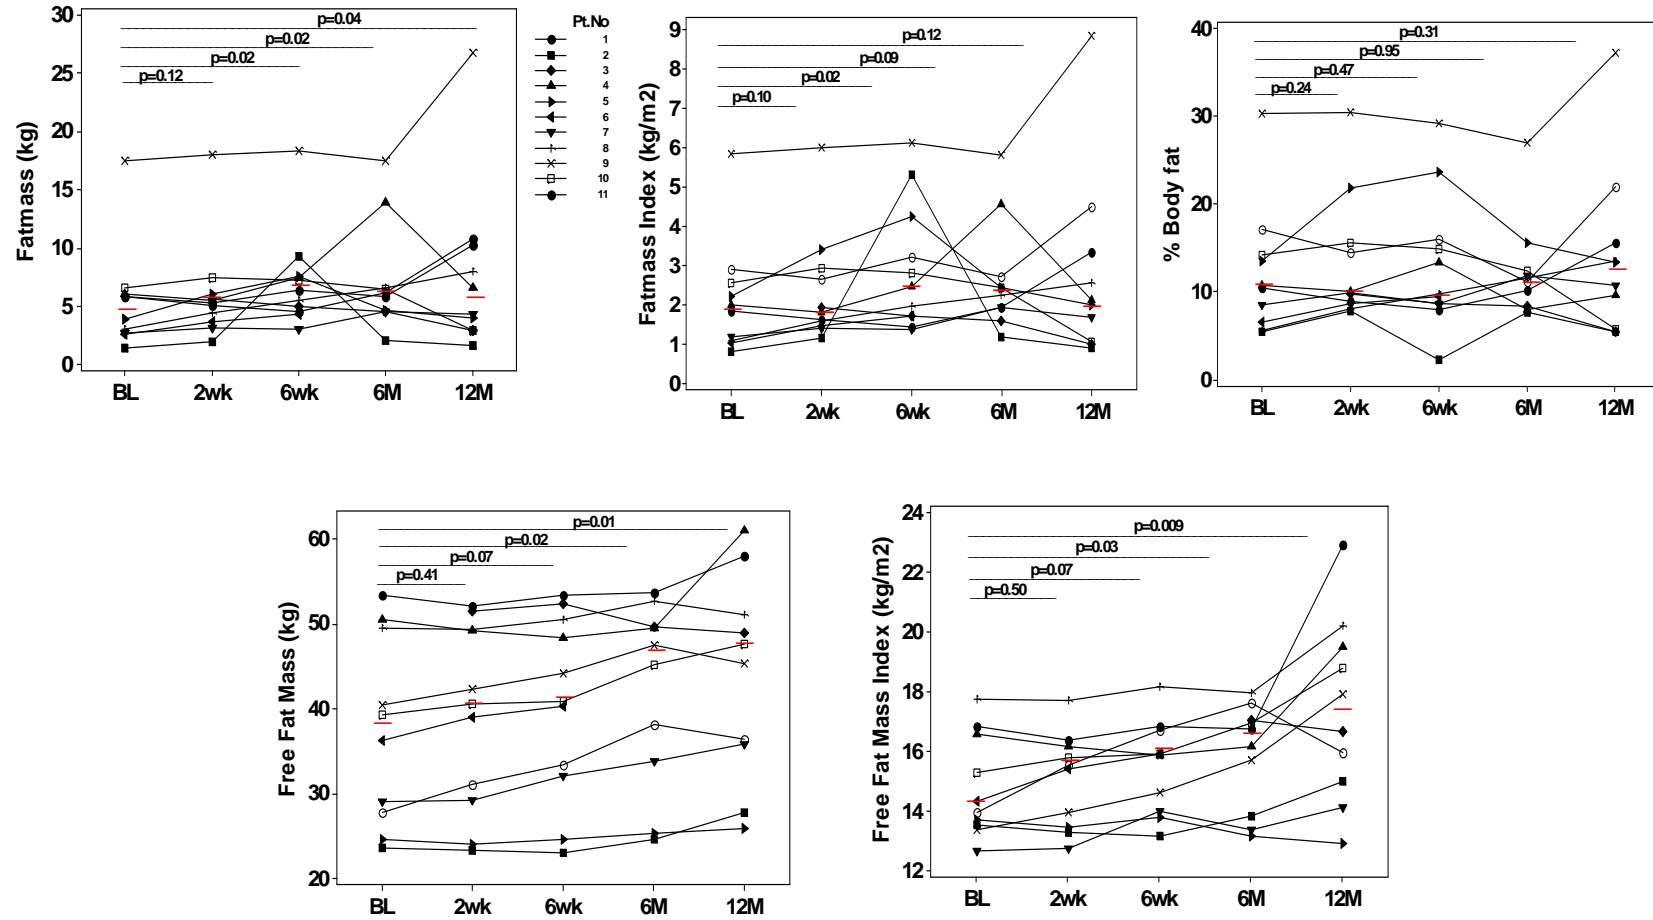 Fatmass (kg)
30
25
20
15
10
5
0
p=0.04
p=0.02
p=0.02
p=0.12
BL 2wk 6wk 6M 12M
Pt.No
1
2
3
4
5
6
7
8
9
10
11
Fatmass Index (kg/m2)
9
8
7
6
5
4
3
2
1
0
p=0.12
p=0.09
p=0.02
p=0.10
BL 2wk 6wk 6M 12M
% Body fat
40
30
20
10
0
p=0.31
p=0.95
p=0.47
p=0.24
BL 2wk 6wk 6M 12M
Free Fat Mass (kg)
60
50
40
30
20
p=0.01
p=0.02
p=0.07
p=0.41
BL 2wk 6wk 6M 12M
Free Fat Mass Index (kg/m2)
24
22
20
18
16
14
12
p=0.009
p=0.03
p=0.07
p=0.50
BL 2wk 6wk 6M 12M